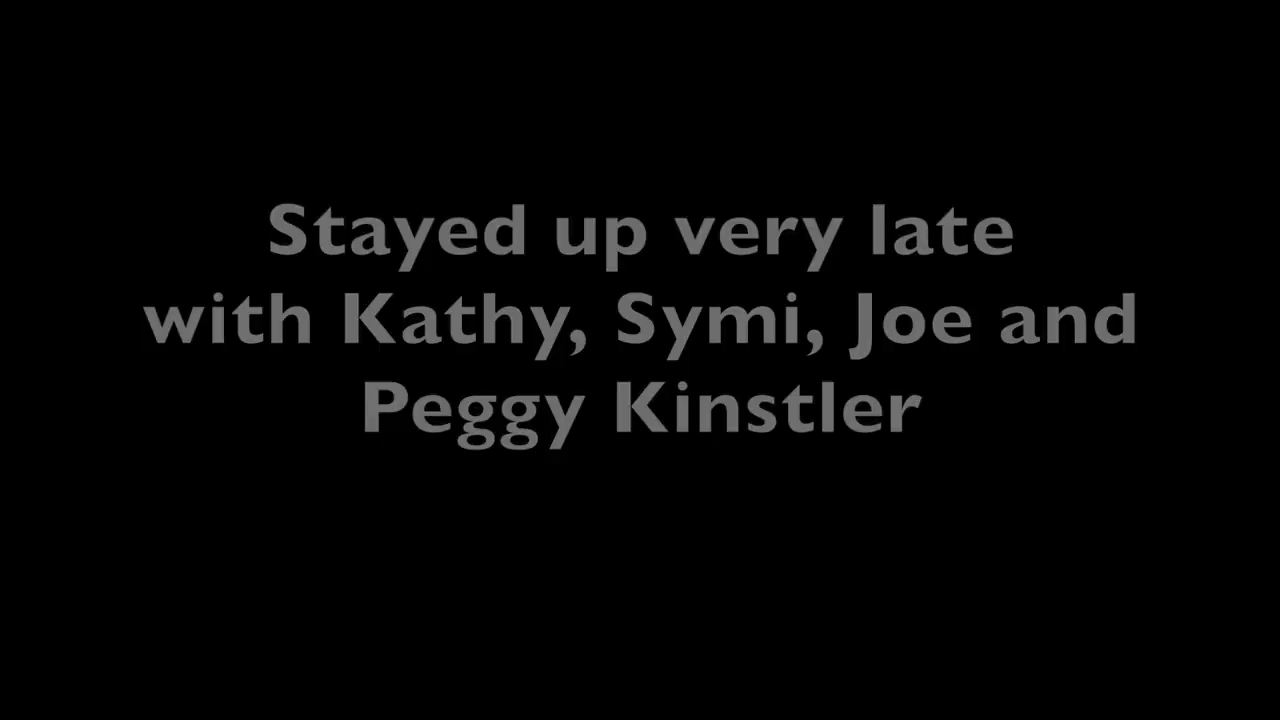 Stayed up very late
with Kathy, Symi, Joe and
Peggy Kinstler